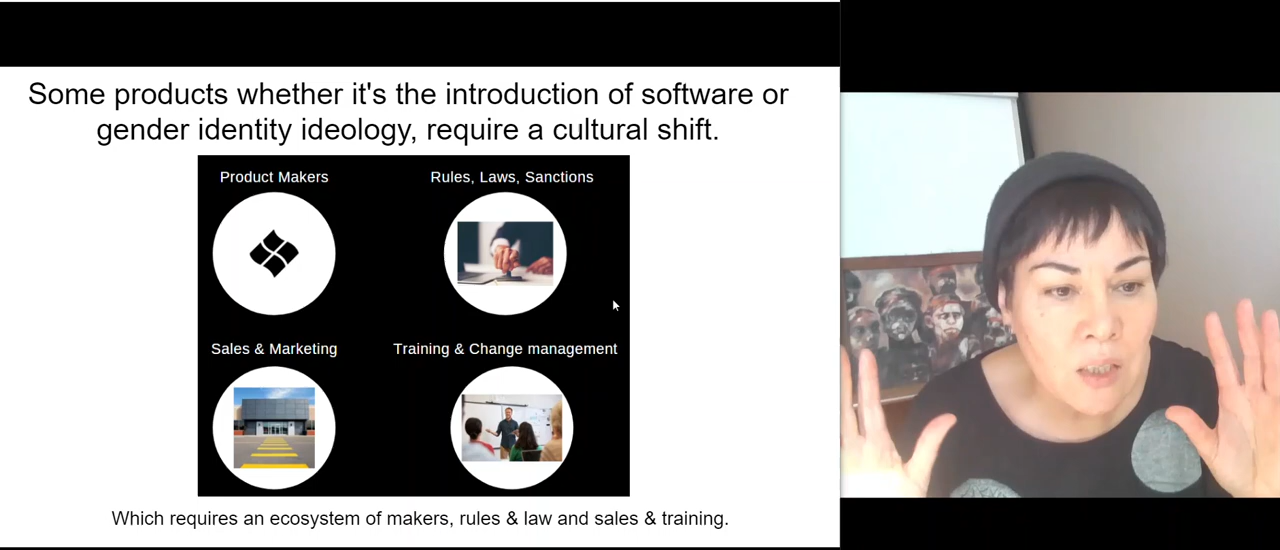 Some products whether it's the introduction of software or
gender identity ideology, require a cultural shift.
Product Makers
Rules, Laws, Sanctions
Sales & Marketing
Training & Change management
Which requires an ecosystem of makers, rules & law and sales & training.